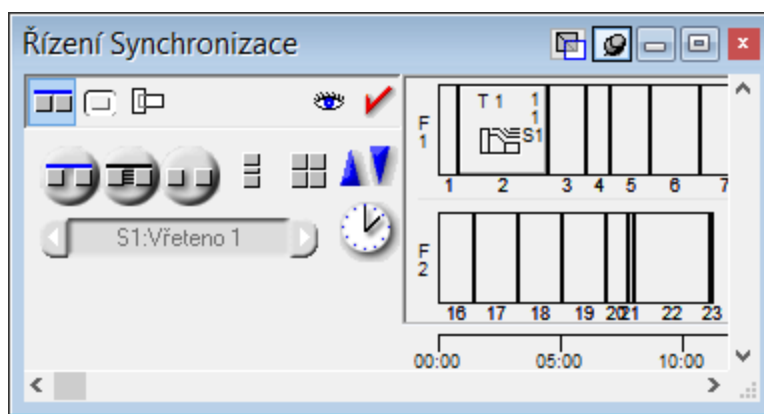 Řízení Synchronizace
F 1
T 1 1
1
S1
1 2 3 4 5 6 7
S1:Vřeteno 1
F 2
16 17 18 19 20 21 22 23
00:00 05:00 10:00